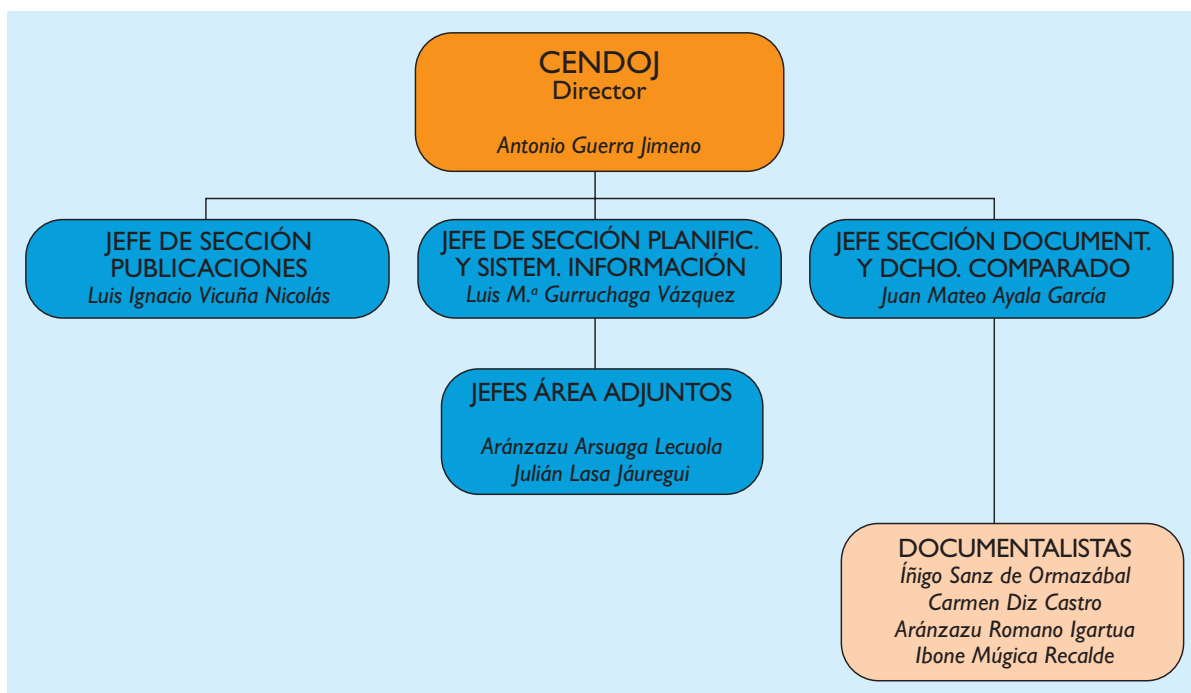 CENDOJ
Director
Antonio Guerra Jimeno
JEFE DE SECCIÓN
PUBLICACIONES
Luis Ignacio Vicuña Nicolás
JEFE DE SECCIÓN PLANIFIC.
Y SISTEM. INFORMACIÓN
Luis M.ª Gurruchaga Vázquez
JEFE SECCIÓN DOCUMENT.
Y DCHO. COMPARADO
Juan Mateo Ayala García
JEFES ÁREA ADJUNTOS
Aránzazu Arsuaga Lecuola
Julián Lasa Jáuregui
DOCUMENTALISTAS
Íñigo Sanz de Ormazábal
Carmen Diz Castro
Aránzazu Romano Igartua
Ibone Múgica Recalde